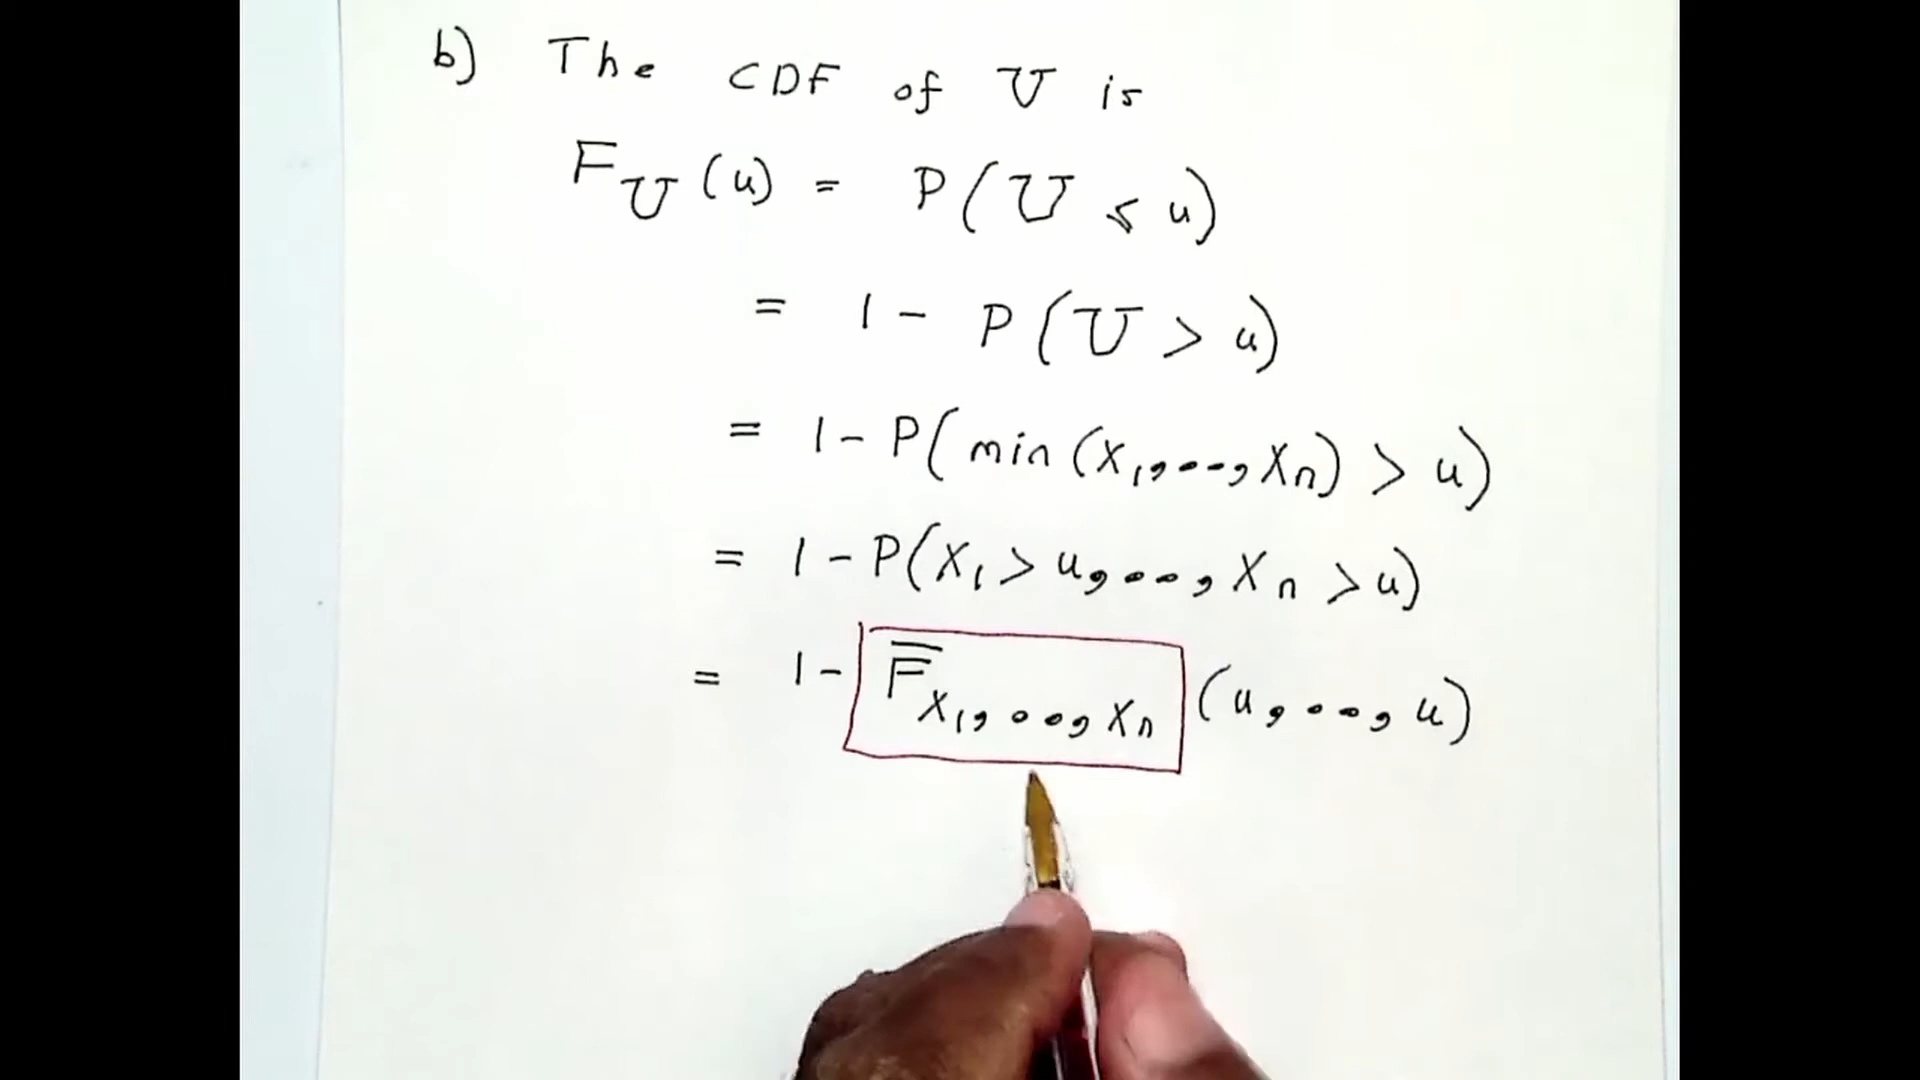 b) The CDF of U is
F_U(u) = P(U ≤ u)
= 1 - P(U > u)
= 1 - P(min(X_1,...,X_n) > u)
= 1 - P(X_1 > u,...,X_n > u)
= 1 - F̅_{X_1,...,X_n}(u,...,u)